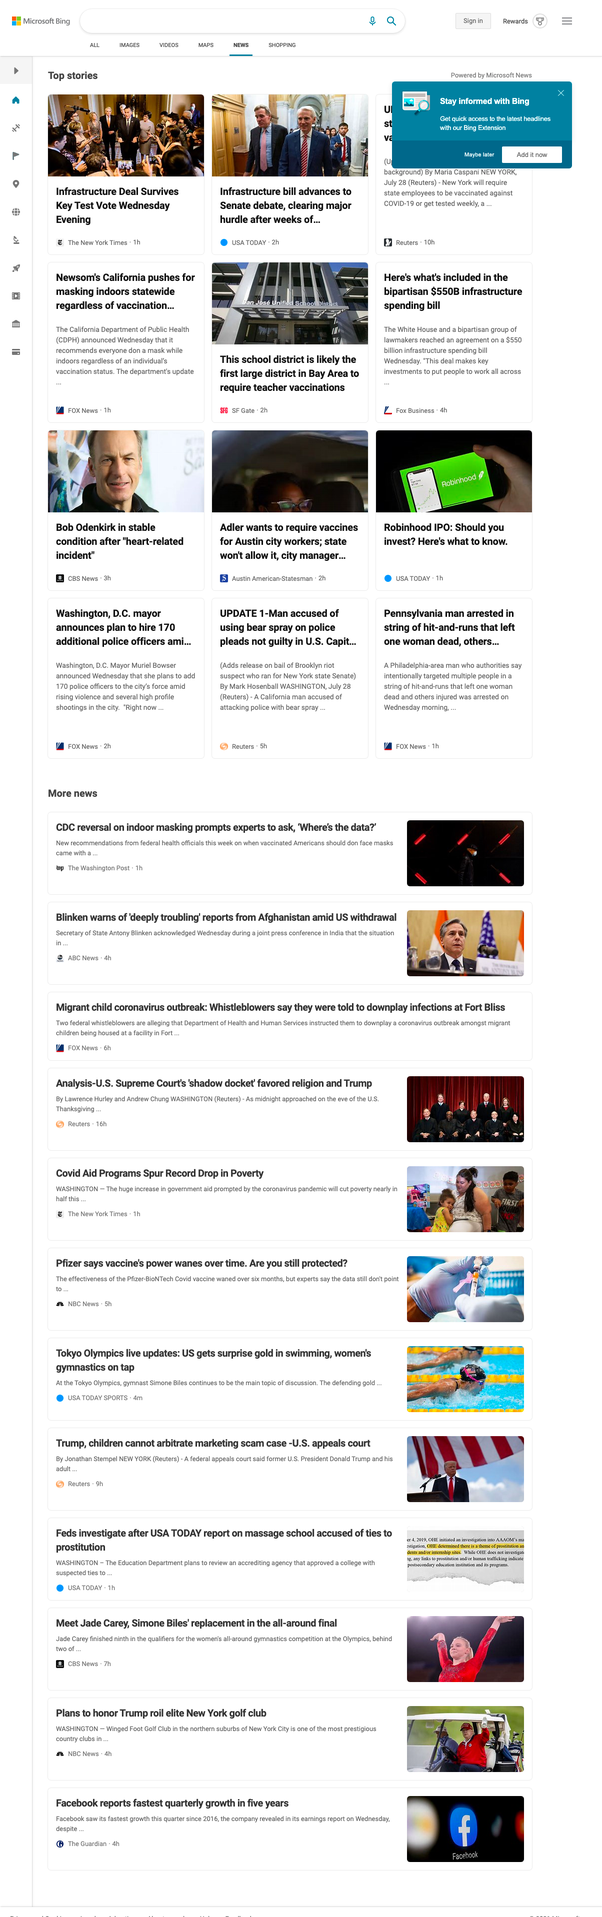 Microsoft Bing
Sign in
Rewards
ALL
IMAGES
VIDEOS
MAPS
NEWS
SHOPPING
Top stories
Powered by Microsoft News
Stay informed with Bing
Get quick access to the latest headlines
with our Bing Extension
Maybe later
Add it now
Infrastructure Deal Survives
Key Test Vote Wednesday
Evening
The New York Times · 1h
Infrastructure bill advances to
Senate debate, clearing major
hurdle after weeks of...
USA TODAY · 2h
background) By Maria Caspani NEW YORK,
July 28 (Reuters) - New York will require
state employees to be vaccinated against
COVID-19 or get tested weekly, a ...
Reuters · 10h
Newsom's California pushes for
masking indoors statewide
regardless of vaccination...
The California Department of Public Health
(CDPH) announced Wednesday that it
recommends everyone don a mask while
indoors regardless of an individual's
vaccination status. The department's update
...
FOX News · 1h
San José Unified School District
This school district is likely the
first large district in Bay Area to
require teacher vaccinations
SF Gate · 2h
Here's what's included in the
bipartisan $550B infrastructure
spending bill
The White House and a bipartisan group of
lawmakers reached an agreement on a $550
billion infrastructure spending bill
Wednesday. "This deal makes key
investments to put people to work all across
...
Fox Business · 4h
Bob Odenkirk in stable
condition after "heart-related
incident"
CBS News · 3h
Adler wants to require vaccines
for Austin city workers; state
won't allow it, city manager...
Austin American-Statesman · 2h
Robinhood
Robinhood IPO: Should you
invest? Here's what to know.
USA TODAY · 1h
Washington, D.C. mayor
announces plan to hire 170
additional police officers ami...
Washington, D.C. Mayor Muriel Bowser
announced Wednesday that she plans to add
170 police officers to the city's force amid
rising violence and several high profile
shootings in the city. "Right now ...
FOX News · 2h
UPDATE 1-Man accused of
using bear spray on police
pleads not guilty in U.S. Capit...
(Adds release on bail of Brooklyn riot
suspect who ran for New York state Senate)
By Mark Hosenball WASHINGTON, July 28
(Reuters) - A California man accused of
attacking police with bear spray ...
Reuters · 5h
Pennsylvania man arrested in
string of hit-and-runs that left
one woman dead, others...
A Philadelphia-area man who authorities say
intentionally targeted multiple people in a
string of hit-and-runs that left one woman
dead and others injured was arrested on
Wednesday morning, ...
FOX News · 1h
More news
CDC reversal on indoor masking prompts experts to ask, 'Where's the data?'
New recommendations from federal health officials this week on when vaccinated Americans should don face masks
came with a ...
The Washington Post · 1h
Blinken warns of 'deeply troubling' reports from Afghanistan amid US withdrawal
Secretary of State Antony Blinken acknowledged Wednesday during a joint press conference in India that the situation
in ...
ABC News · 4h
Migrant child coronavirus outbreak: Whistleblowers say they were told to downplay infections at Fort Bliss
Two federal whistleblowers are alleging that Department of Health and Human Services instructed them to downplay a coronavirus outbreak amongst migrant
children being housed at a facility in Fort ...
FOX News · 6h
Analysis-U.S. Supreme Court's 'shadow docket' favored religion and Trump
By Lawrence Hurley and Andrew Chung WASHINGTON (Reuters) - As midnight approached on the eve of the U.S.
Thanksgiving ...
Reuters · 16h
Covid Aid Programs Spur Record Drop in Poverty
WASHINGTON — The huge increase in government aid prompted by the coronavirus pandemic will cut poverty nearly in
half this ...
The New York Times · 1h
FIRST
Pfizer says vaccine's power wanes over time. Are you still protected?
The effectiveness of the Pfizer-BioNTech Covid vaccine waned over six months, but experts say the data still don't point
to ...
NBC News · 5h
Tokyo Olympics live updates: US gets surprise gold in swimming, women's
gymnastics on tap
At the Tokyo Olympics, gymnast Simone Biles continues to be the main topic of discussion. The defending gold ...
USA TODAY SPORTS · 4m
Trump, children cannot arbitrate marketing scam case -U.S. appeals court
By Jonathan Stempel NEW YORK (Reuters) - A federal appeals court said former U.S. President Donald Trump and his
adult ...
Reuters · 9h
Feds investigate after USA TODAY report on massage school accused of ties to
prostitution
WASHINGTON – The Education Department plans to review an accrediting agency that approved a college with
suspected ties to ...
USA TODAY · 1h
Meet Jade Carey, Simone Biles' replacement in the all-around final
Jade Carey finished ninth in the qualifiers for the women's all-around gymnastics competition at the Olympics, behind
two of ...
CBS News · 7h
Plans to honor Trump roil elite New York golf club
WASHINGTON — Winged Foot Golf Club in the northern suburbs of New York City is one of the most prestigious
country clubs in ...
NBC News · 4h
Facebook reports fastest quarterly growth in five years
Facebook saw its fastest growth this quarter since 2016, the company revealed in its earnings report on Wednesday,
despite ...
The Guardian · 4h
Facebook